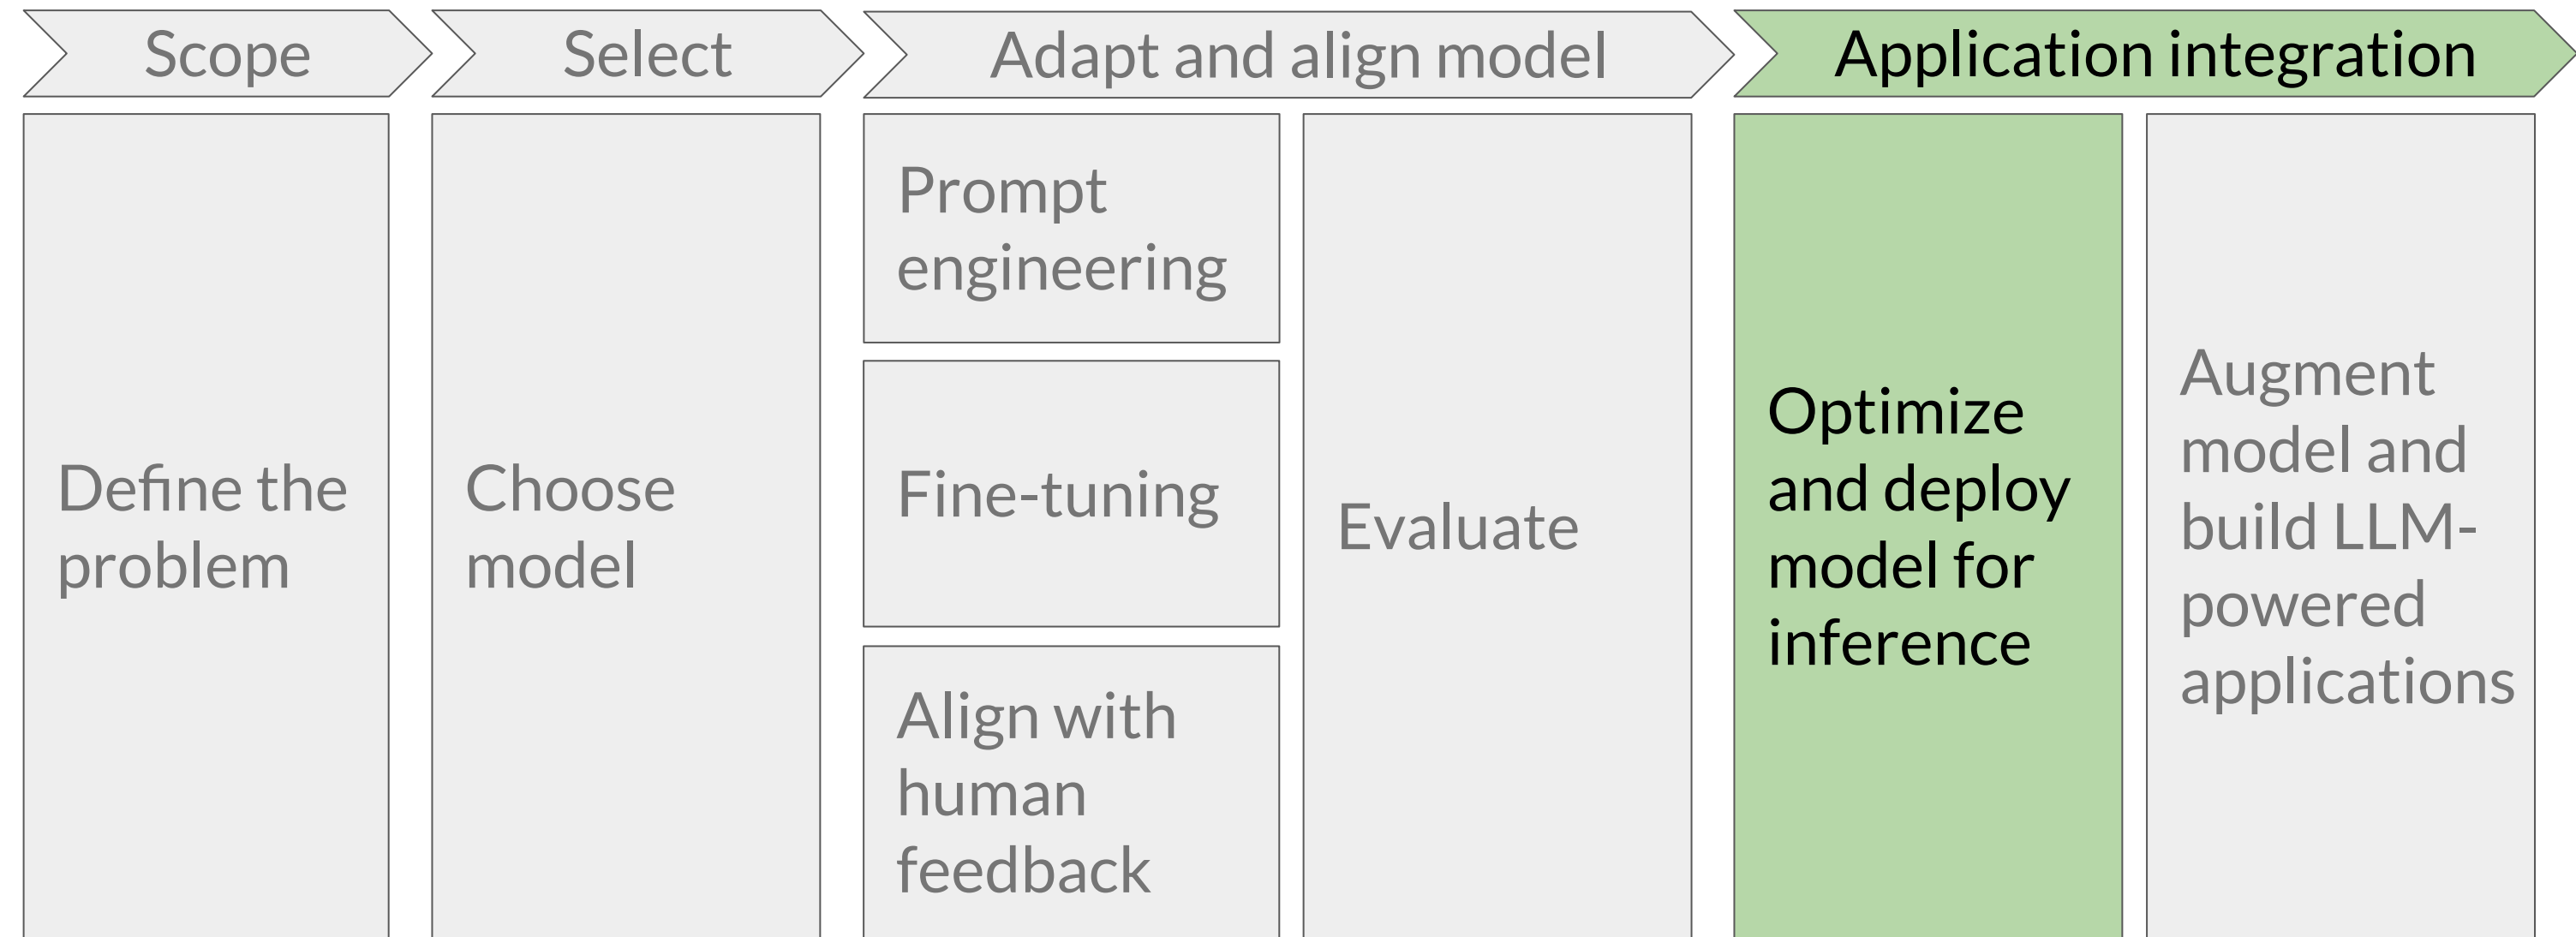 Scope
Select
Adapt and align model
Application integration
Define the
problem
Choose
model
Prompt
engineering
Fine-tuning
Align with
human
feedback
Evaluate
Optimize
and deploy
model for
inference
Augment
model and
build LLM-
powered
applications